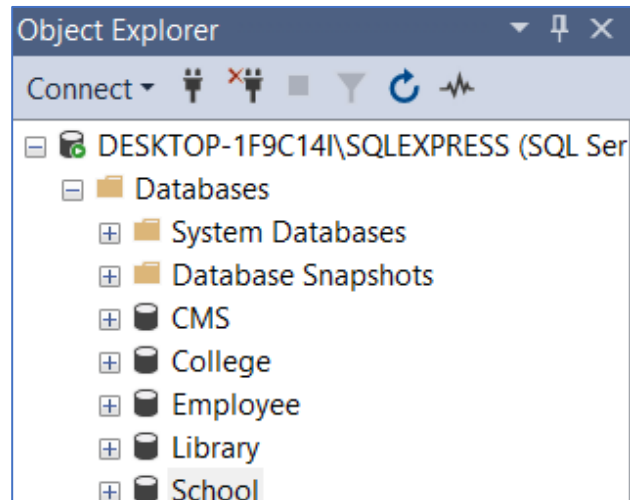 Object Explorer
Connect
DESKTOP-1F9C14I\SQLEXPRESS (SQL Ser
Databases
System Databases
Database Snapshots
CMS
College
Employee
Library
School